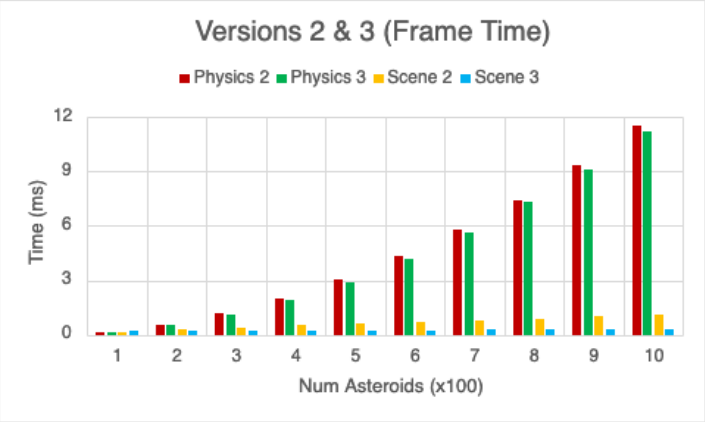 Versions 2 & 3 (Frame Time)
Physics 2 Physics 3 Scene 2 Scene 3
12
9
6
3
0
Time (ms)
1 2 3 4 5 6 7 8 9 10
Num Asteroids (x100)